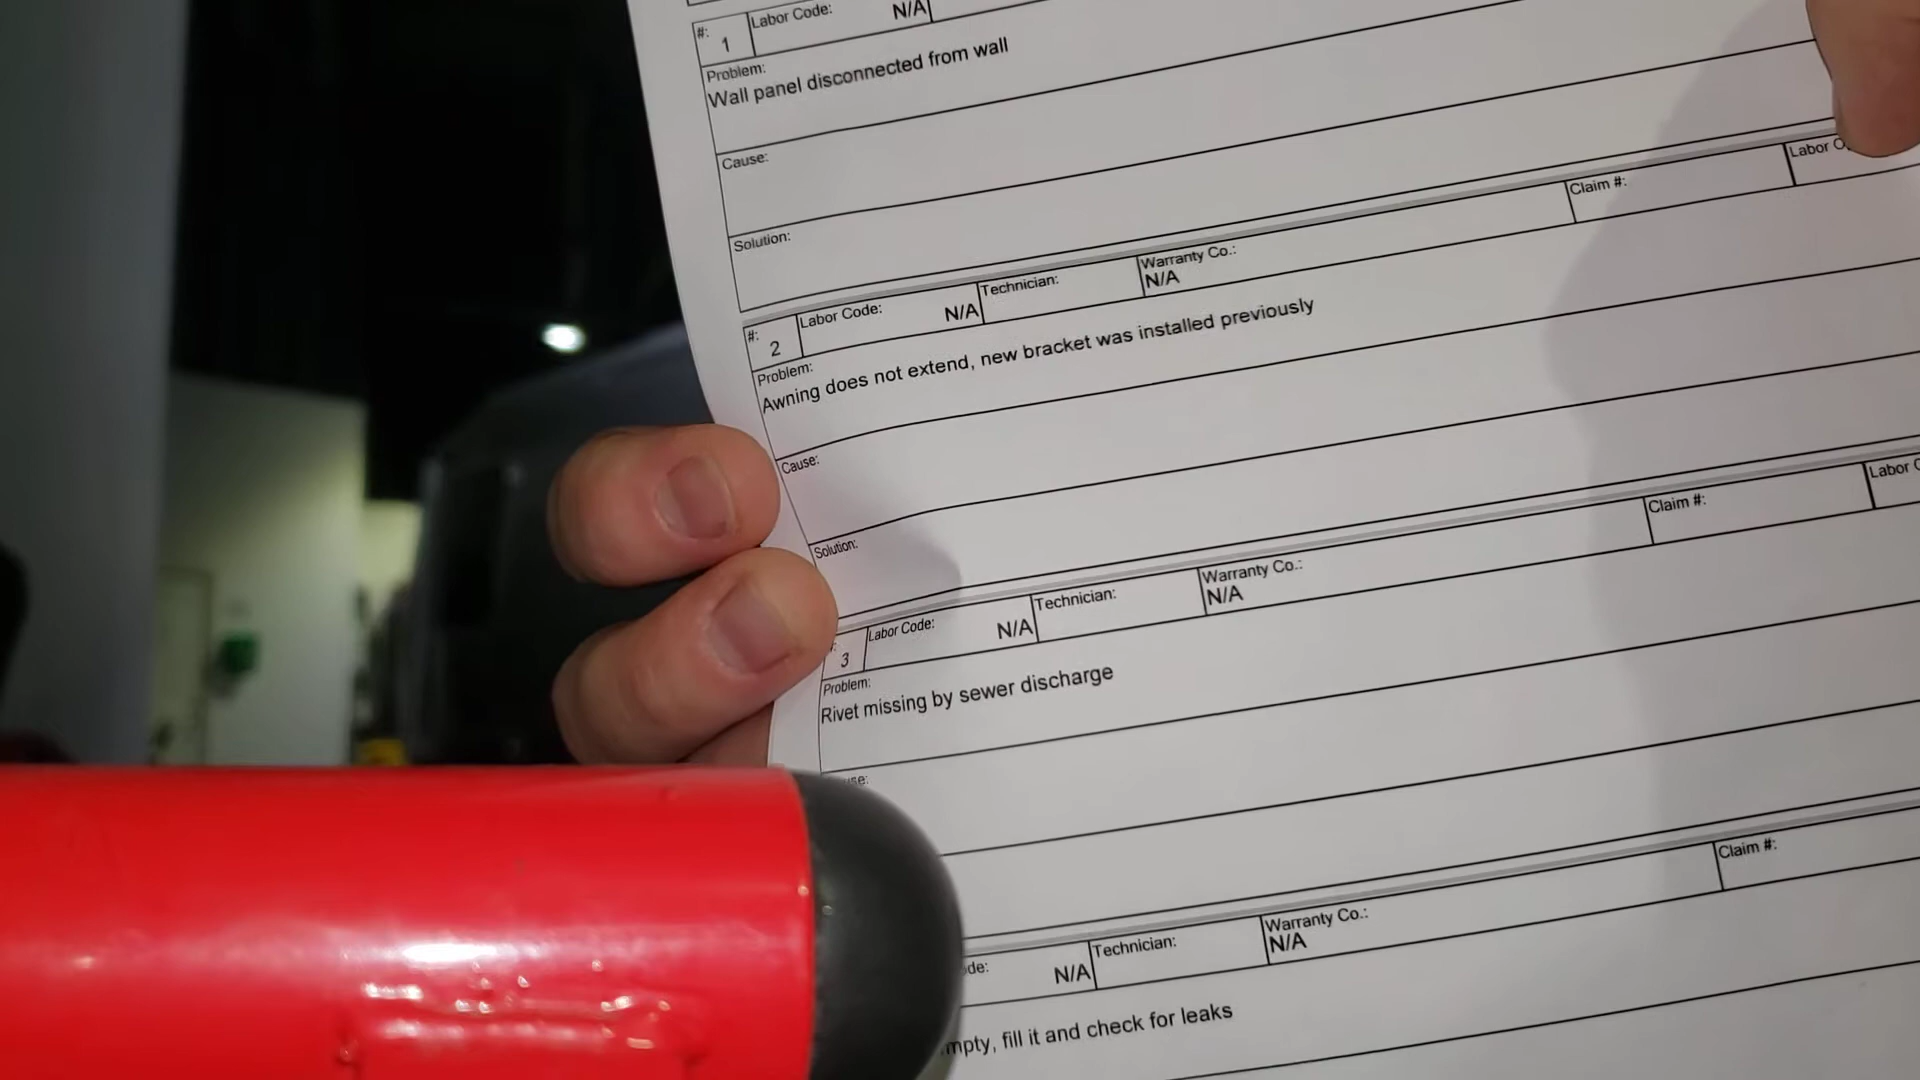 #: 1 Labor Code: N/A
Problem:
Wall panel disconnected from wall
Cause:
Solution:
#: 2 Labor Code: N/A Technician: Warranty Co.: N/A Claim #: Labor
Problem:
Awning does not extend, new bracket was installed previously
Cause:
Solution:
3 Labor Code: N/A Technician: Warranty Co.: N/A Claim #: Labor
Problem:
Rivet missing by sewer discharge
N/A Technician: Warranty Co.: N/A Claim #:
fill it and check for leaks